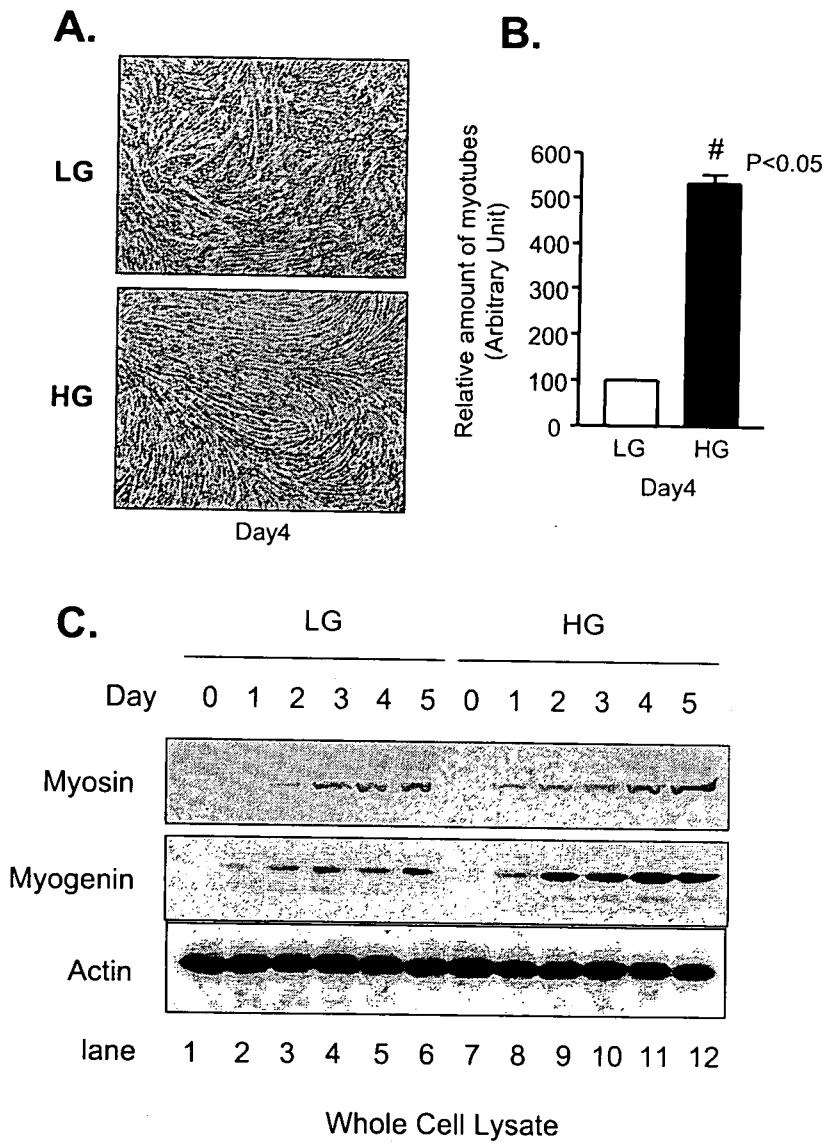 A.
LG
HG
Day4
B.
Relative amount of myotubes
(Arbitrary Unit)
600
500
400
300
200
100
0
#
P<0.05
LG HG
Day4
C.
LG HG
Day 0 1 2 3 4 5 0 1 2 3 4 5
Myosin
Myogenin
Actin
lane 1 2 3 4 5 6 7 8 9 10 11 12
Whole Cell Lysate